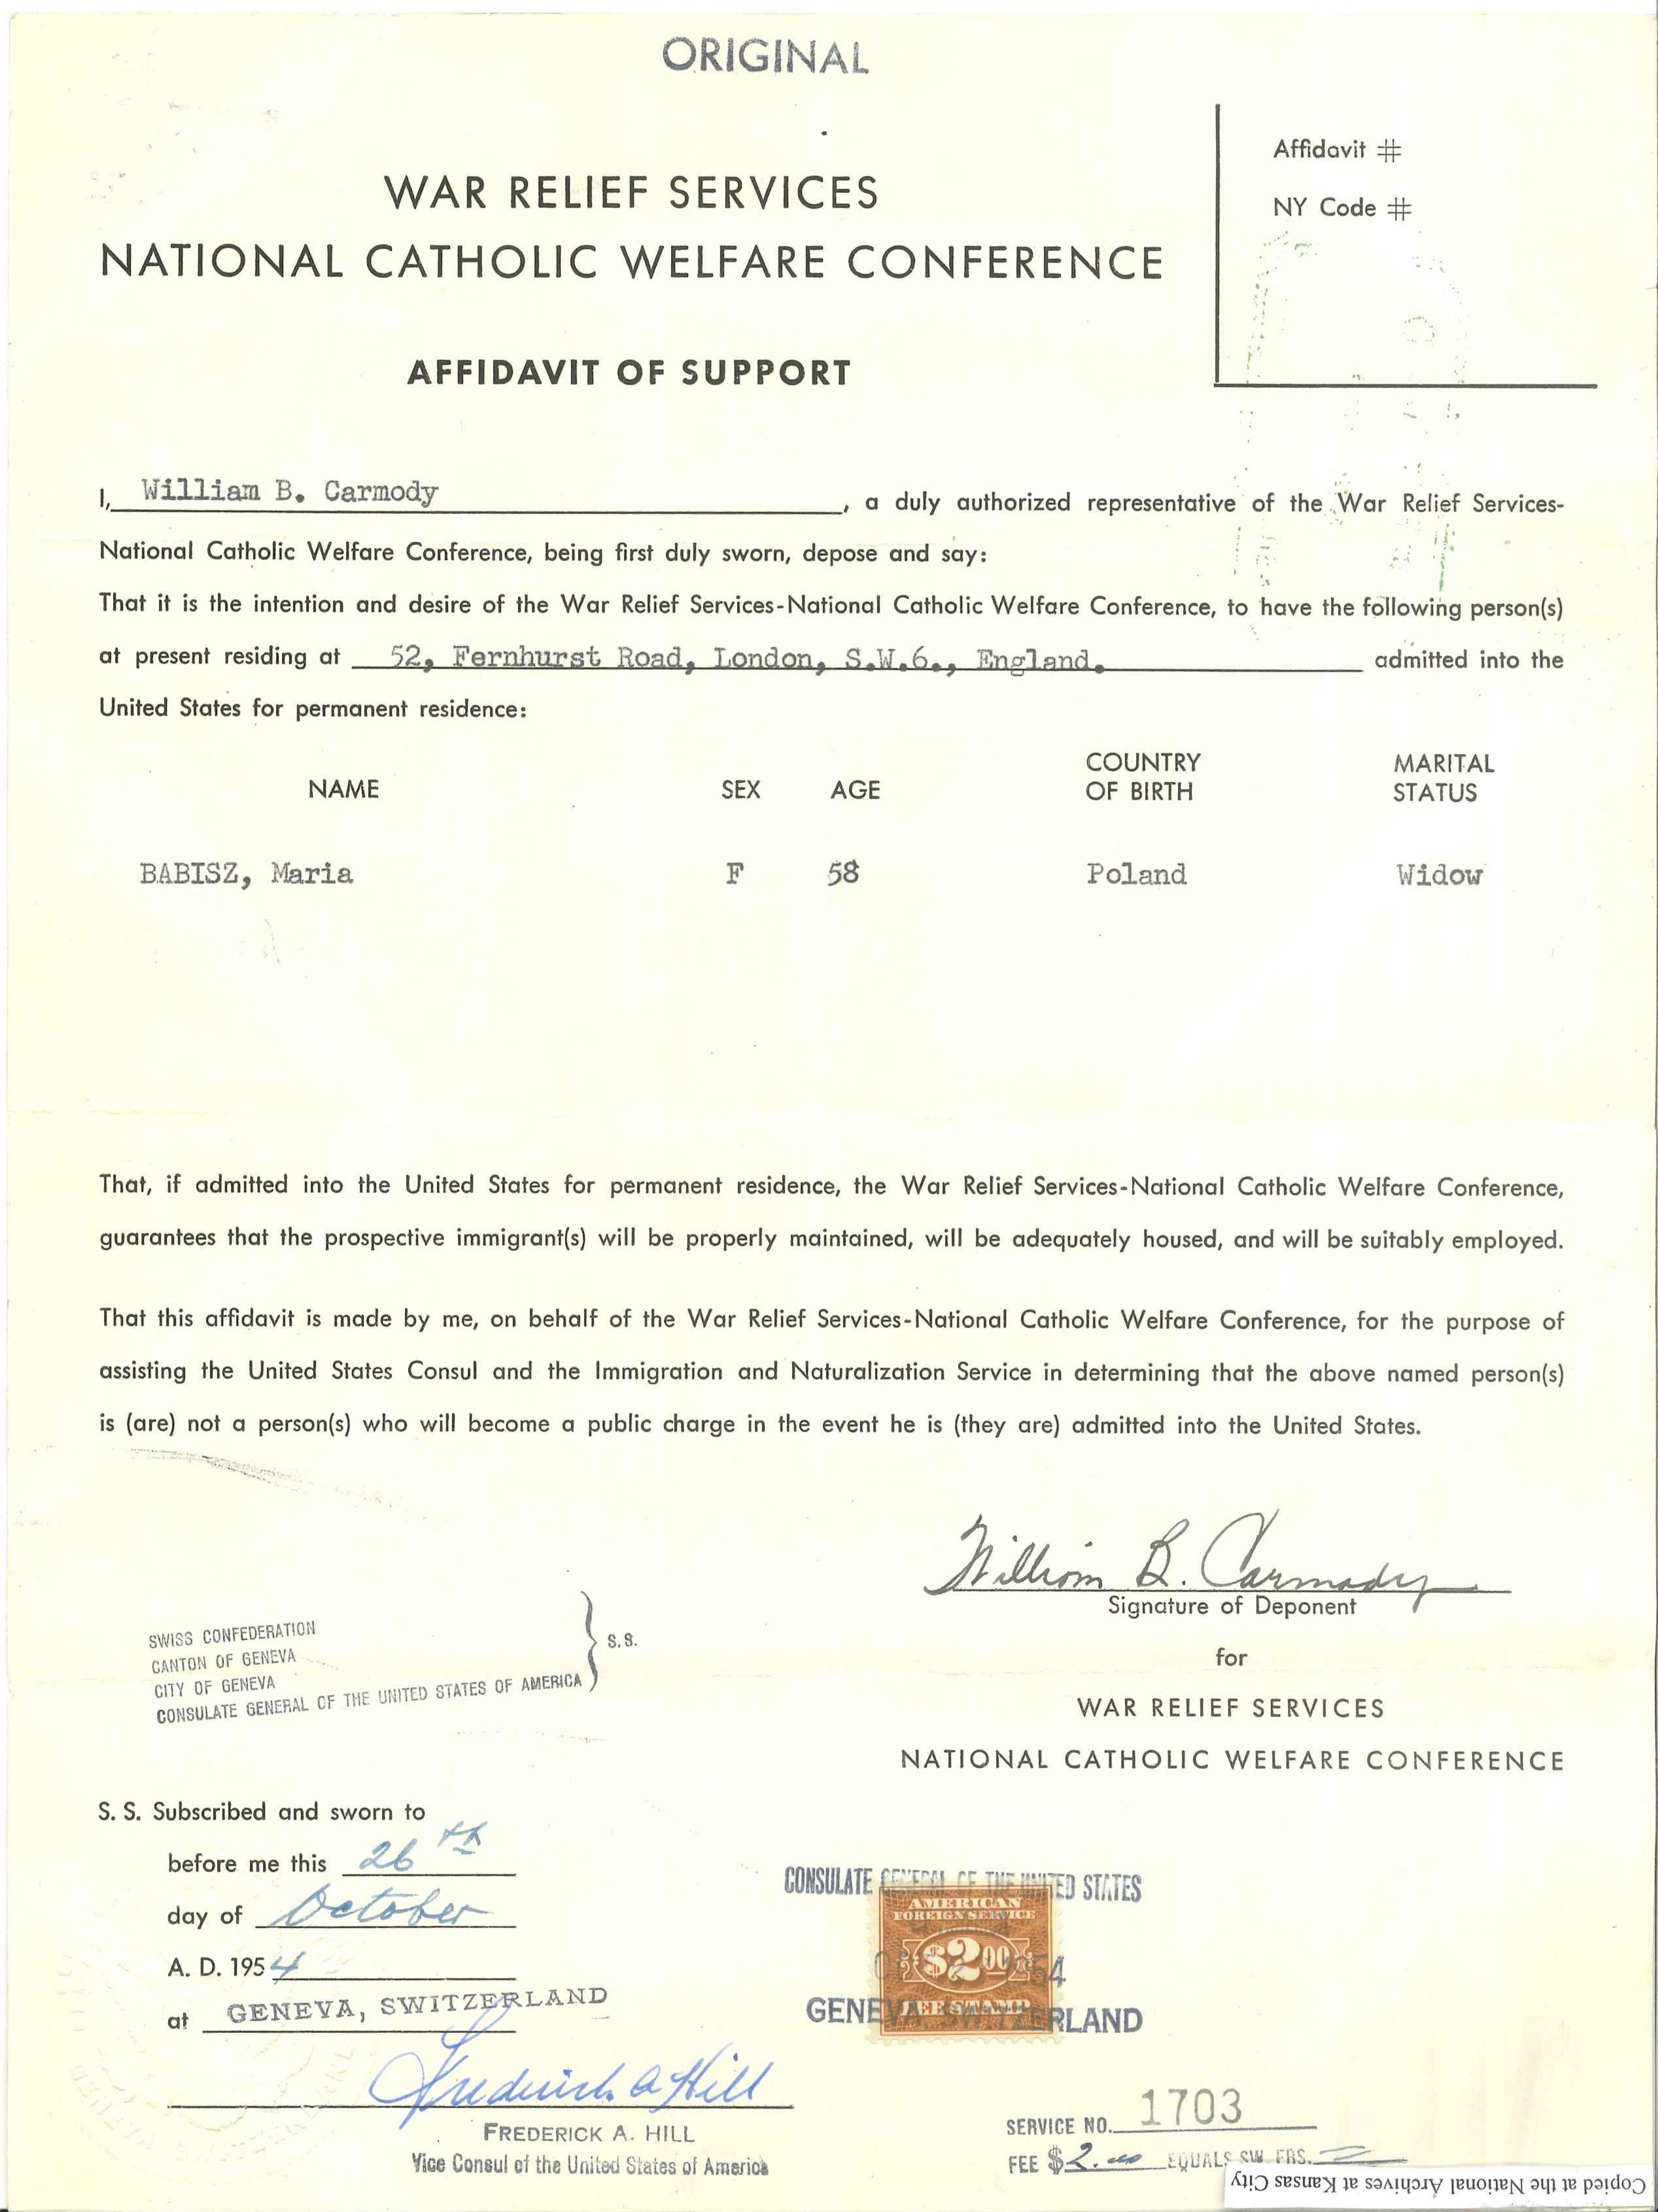 ORIGINAL
Affidavit #
NY Code #
WAR RELIEF SERVICES
NATIONAL CATHOLIC WELFARE CONFERENCE
AFFIDAVIT OF SUPPORT
I, William B. Carmody, a duly authorized representative of the War Relief Services-
National Catholic Welfare Conference, being first duly sworn, depose and say:
That it is the intention and desire of the War Relief Services-National Catholic Welfare Conference, to have the following person(s)
at present residing at 52, Fernhurst Road, London, S.W.6., England. admitted into the
United States for permanent residence:
NAME SEX AGE COUNTRY OF BIRTH MARITAL STATUS
BABISZ, Maria F 58 Poland Widow
That, if admitted into the United States for permanent residence, the War Relief Services-National Catholic Welfare Conference,
guarantees that the prospective immigrant(s) will be properly maintained, will be adequately housed, and will be suitably employed.
That this affidavit is made by me, on behalf of the War Relief Services-National Catholic Welfare Conference, for the purpose of
assisting the United States Consul and the Immigration and Naturalization Service in determining that the above named person(s)
is (are) not a person(s) who will become a public charge in the event he is (they are) admitted into the United States.
William B. Carmody
Signature of Deponent
for
WAR RELIEF SERVICES
NATIONAL CATHOLIC WELFARE CONFERENCE
SWISS CONFEDERATION
CANTON OF GENEVA
CITY OF GENEVA
CONSULATE GENERAL OF THE UNITED STATES OF AMERICA } S.S.
S. S. Subscribed and sworn to
before me this 26th
day of October
A. D. 1954
at GENEVA, SWITZERLAND
Frederick A Hill
FREDERICK A. HILL
Vice Consul of the United States of America
CONSULATE GENERAL OF THE UNITED STATES
AMERICAN
FOREIGN SERVICE
$2.00
FEE STAMP
GENEVA SWITZERLAND
SERVICE NO. 1703
FEE $2.00 EQUALS SW. FRS.
Copied at the National Archives at Kansas City